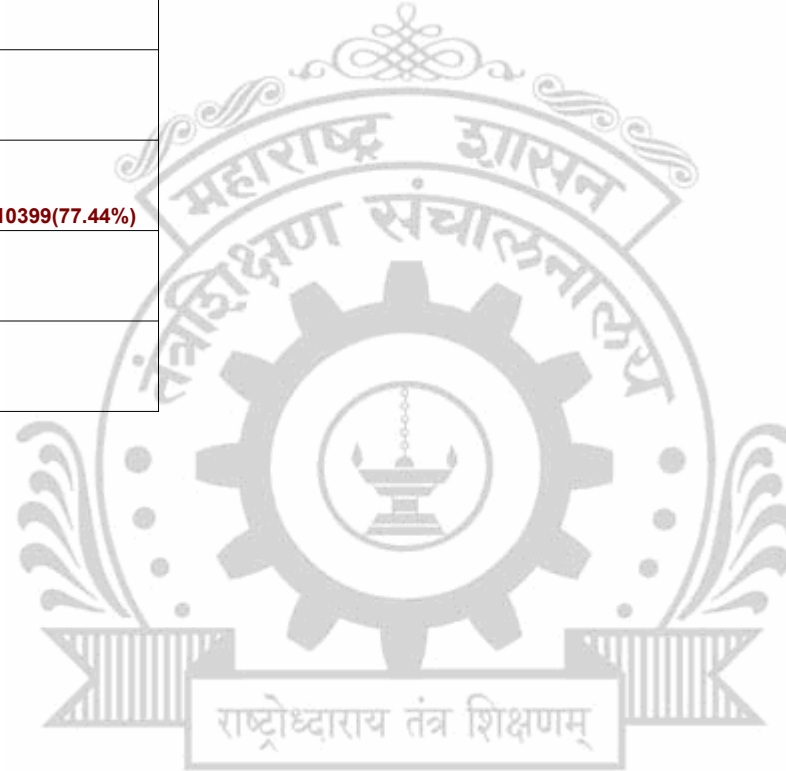 महाराष्ट्र शासन
तंत्रशिक्षण संचालनालय
10399(77.44%)
राष्ट्रोध्दाराय तंत्र शिक्षणम्